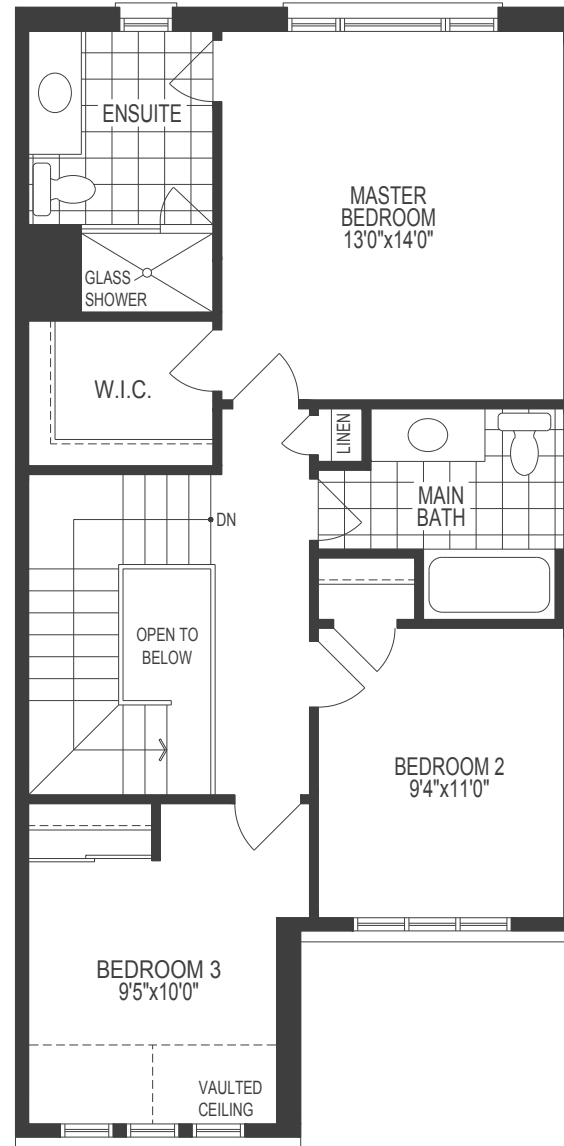 ENSUITE
MASTER
BEDROOM
13'0"x14'0"
GLASS
SHOWER
W.I.C.
LINEN
MAIN
BATH
DN
OPEN TO
BELOW
BEDROOM 2
9'4"x11'0"
BEDROOM 3
9'5"x10'0"
VAULTED
CEILING